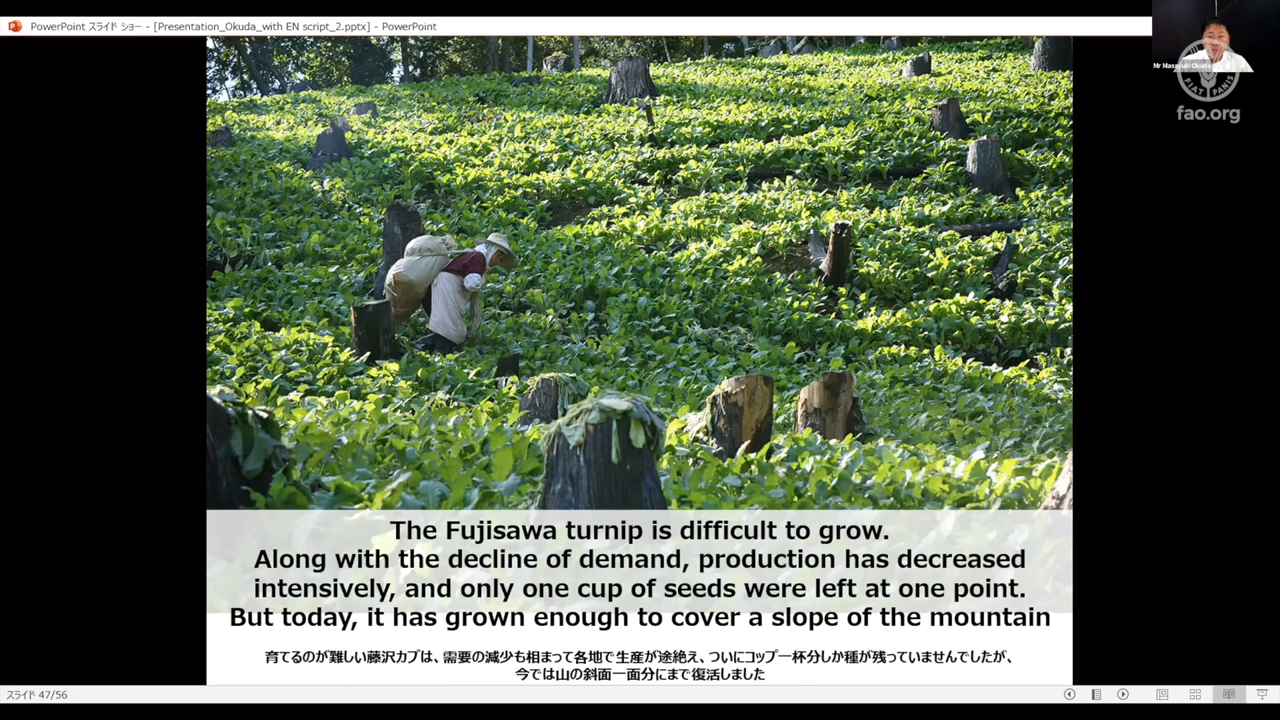 PowerPoint スライド ショー - [Presentation_Okuda_with EN script_2.pptx] - PowerPoint
Mr Masayuki Okuda
FIAT PANIS
fao.org
The Fujisawa turnip is difficult to grow.
Along with the decline of demand, production has decreased
intensively, and only one cup of seeds were left at one point.
But today, it has grown enough to cover a slope of the mountain
育てるのが難しい藤沢カブは、需要の減少も相まって各地で生産が途絶え、ついにコップ一杯分しか種が残っていませんでしたが、
今では山の斜面一面分にまで復活しました
スライド 47/56